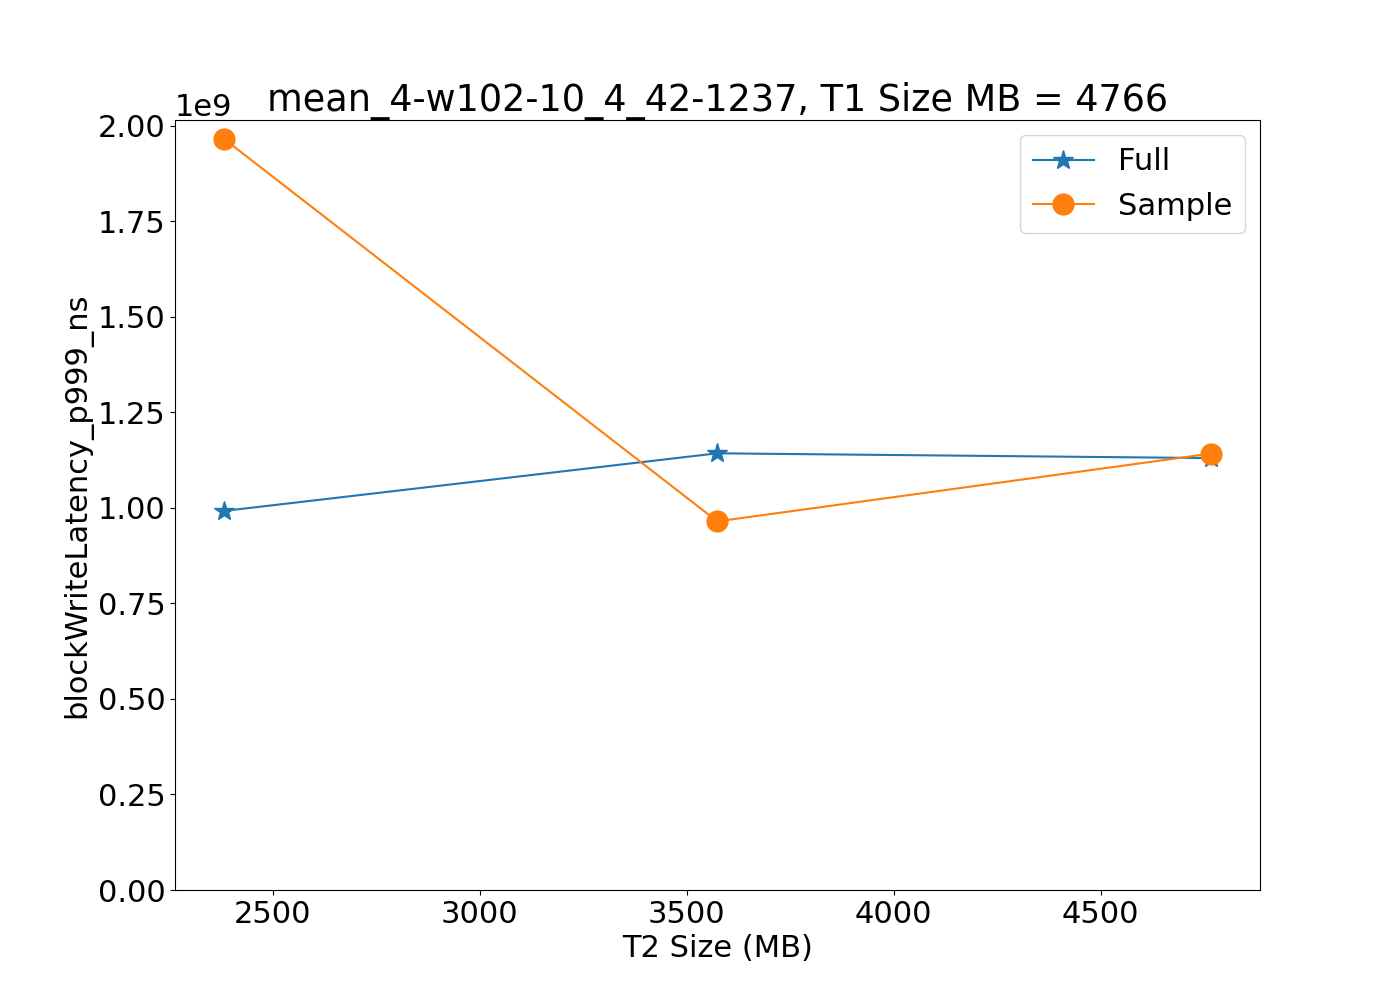 1e9
mean_4-w102-10_4_42-1237, T1 Size MB = 4766
Full
Sample
blockWriteLatency_p999_ns
2.00
1.75
1.50
1.25
1.00
0.75
0.50
0.25
0.00
2500 3000 3500 4000 4500
T2 Size (MB)